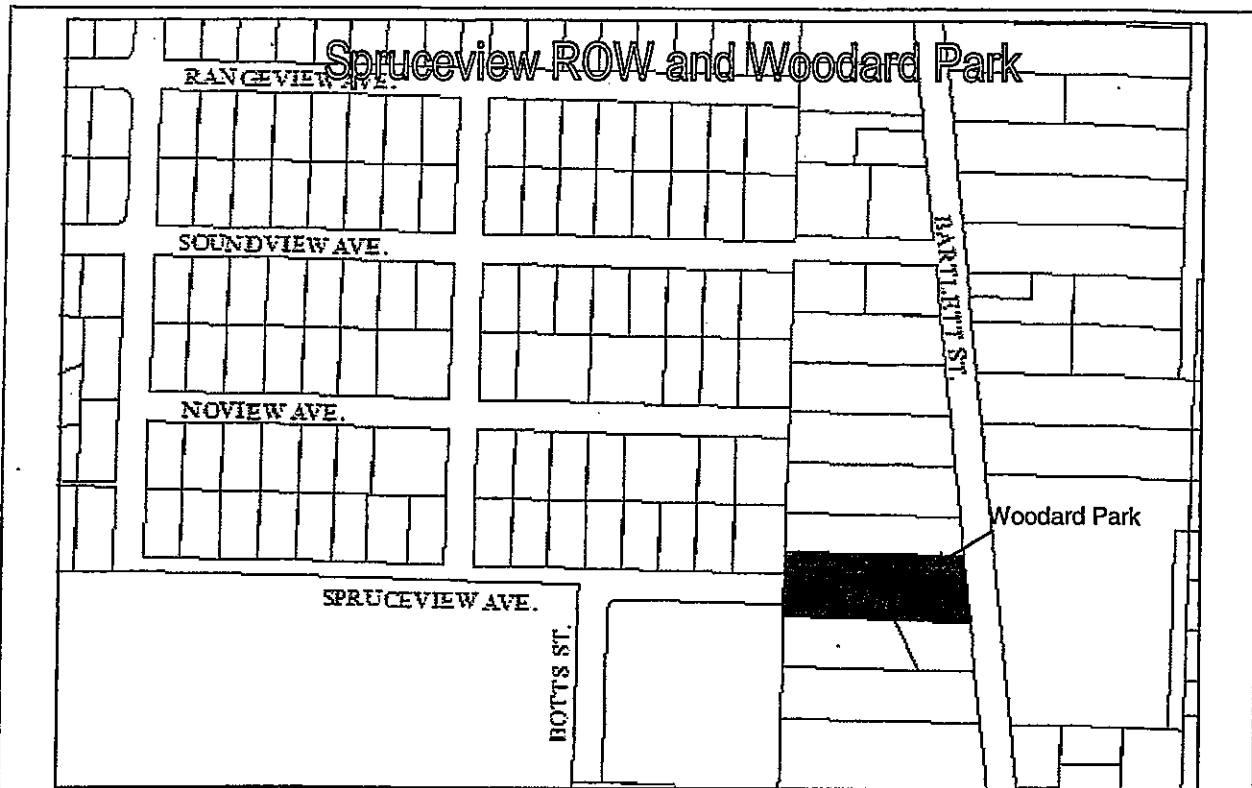 Spruceview ROW and Woodard Park
RANGEVIEW AVE.
SOUNDVIEW AVE.
BARTLETT ST.
NOVIEW AVE.
Woodard Park
SPRUCEVIEW AVE.
BOTTS ST.